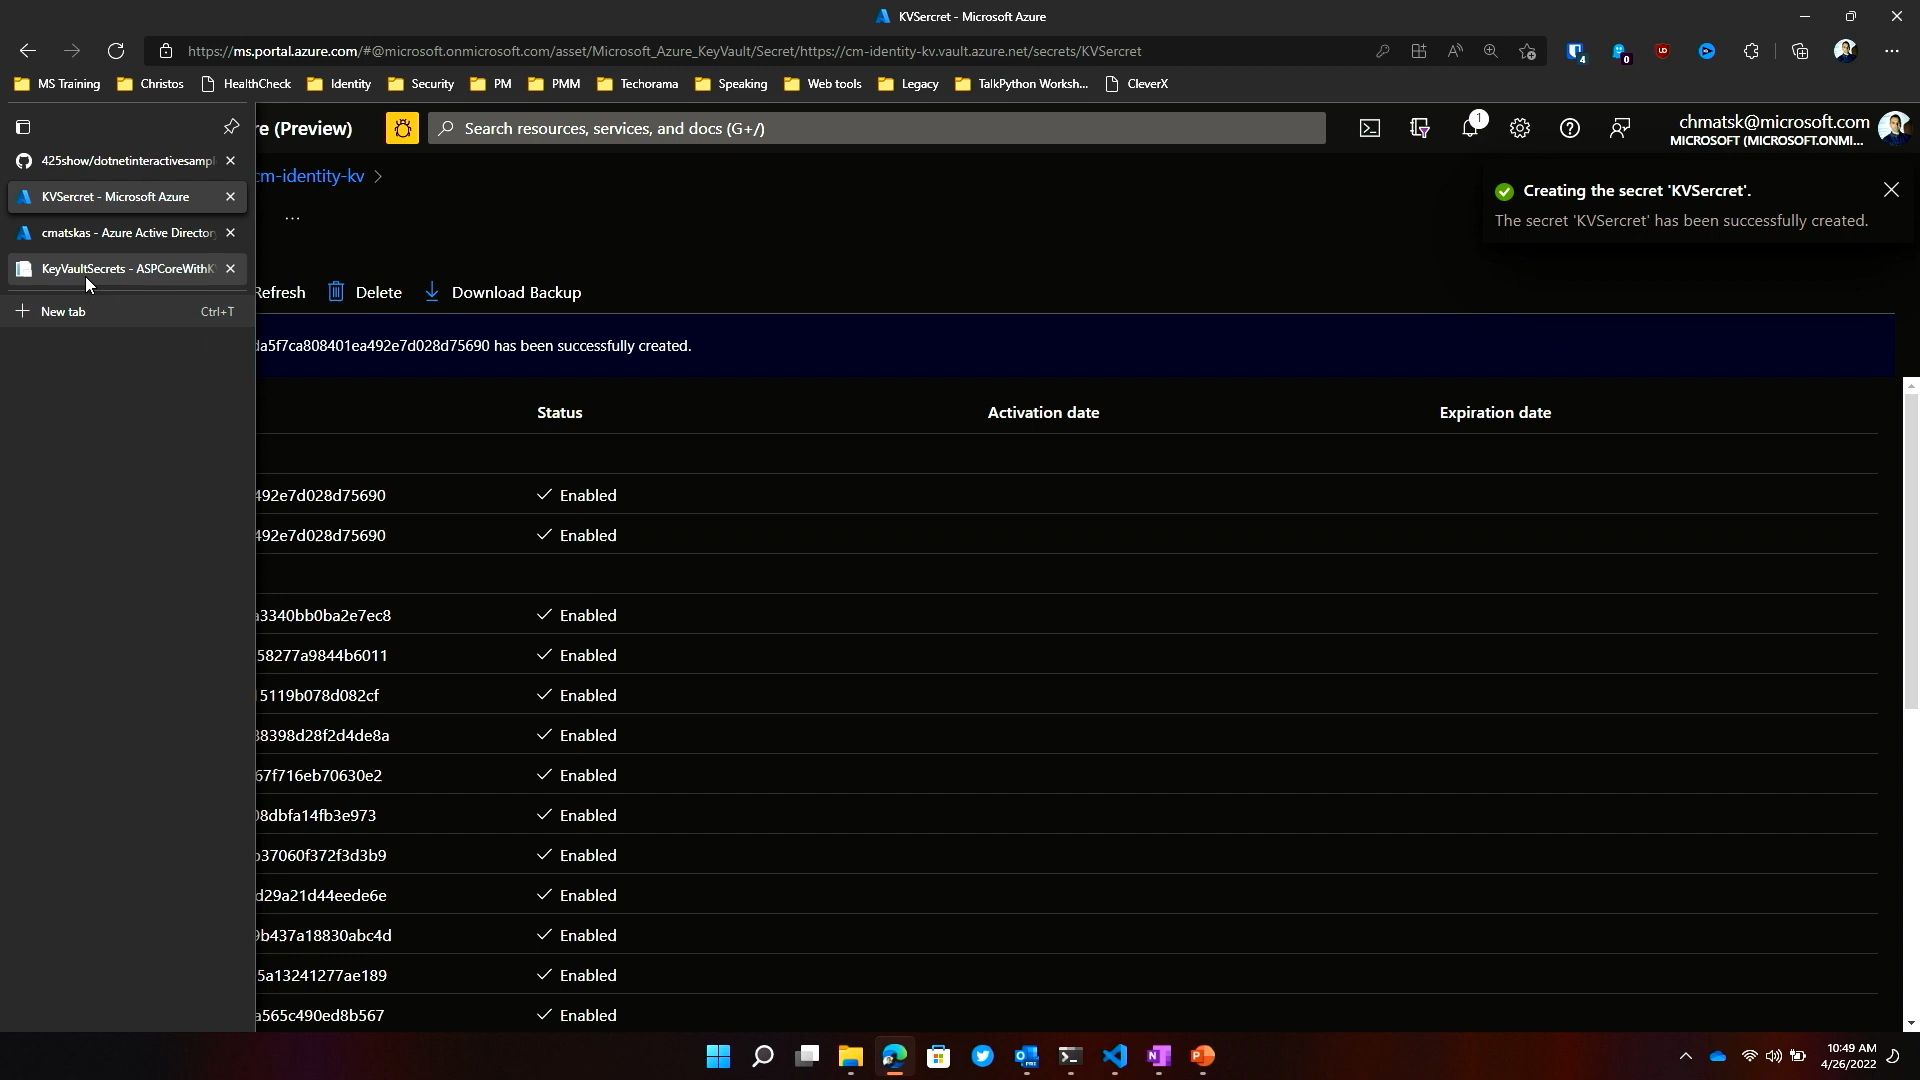 KVSercret - Microsoft Azure
https://ms.portal.azure.com/#@microsoft.onmicrosoft.com/asset/Microsoft_Azure_KeyVault/Secret/https://cm-identity-kv.vault.azure.net/secrets/KVSercret
4
0
MS Training
Christos
HealthCheck
Identity
Security
PM
PMM
Techorama
Speaking
Web tools
Legacy
TalkPython Worksh...
CleverX
re (Preview)
Search resources, services, and docs (G+/)
1
chmatsk@microsoft.com
MICROSOFT (MICROSOFT.ONMI...
425show/dotnetinteractivesampl
KVSercret - Microsoft Azure
cmatskas - Azure Active Director
KeyVaultSecrets - ASPCoreWithK
New tab
Ctrl+T
cm-identity-kv
...
Creating the secret 'KVSercret'.
The secret 'KVSercret' has been successfully created.
Refresh
Delete
Download Backup
da5f7ca808401ea492e7d028d75690 has been successfully created.
Status
Activation date
Expiration date
492e7d028d75690
Enabled
492e7d028d75690
Enabled
a3340bb0ba2e7ec8
Enabled
58277a9844b6011
Enabled
5119b078d082cf
Enabled
8398d28f2d4de8a
Enabled
67f716eb70630e2
Enabled
8dbfa14fb3e973
Enabled
37060f372f3d3b9
Enabled
d29a21d44eede6e
Enabled
9b437a18830abc4d
Enabled
5a13241277ae189
Enabled
a565c490ed8b567
Enabled
10:49 AM
4/26/2022